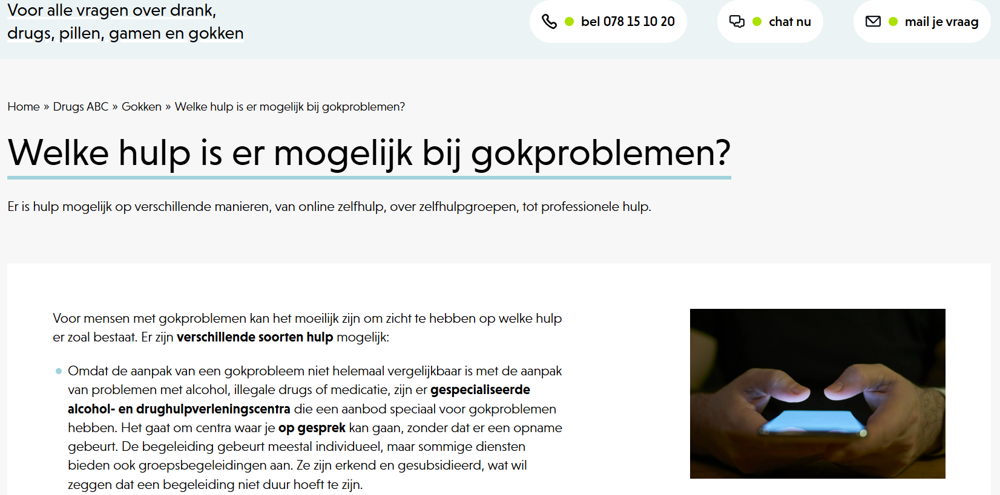 Voor alle vragen over drank,
drugs, pillen, gamen en gokken
bel 078 15 10 20
chat nu
mail je vraag
Home » Drugs ABC » Gokken » Welke hulp is er mogelijk bij gokproblemen?
Welke hulp is er mogelijk bij gokproblemen?
Er is hulp mogelijk op verschillende manieren, van online zelfhulp, over zelfhulpgroepen, tot professionele hulp.
Voor mensen met gokproblemen kan het moeilijk zijn om zicht te hebben op welke hulp
er zoal bestaat. Er zijn verschillende soorten hulp mogelijk:
Omdat de aanpak van een gokprobleem niet helemaal vergelijkbaar is met de aanpak
van problemen met alcohol, illegale drugs of medicatie, zijn er gespecialiseerde
alcohol- en drughulpverleningscentra die een aanbod speciaal voor gokproblemen
hebben. Het gaat om centra waar je op gesprek kan gaan, zonder dat er een opname
gebeurt. De begeleiding gebeurt meestal individueel, maar sommige diensten
bieden ook groepsbegeleidingen aan. Ze zijn erkend en gesubsidieerd, wat wil
zeggen dat een begeleiding niet duur hoeft te zijn.